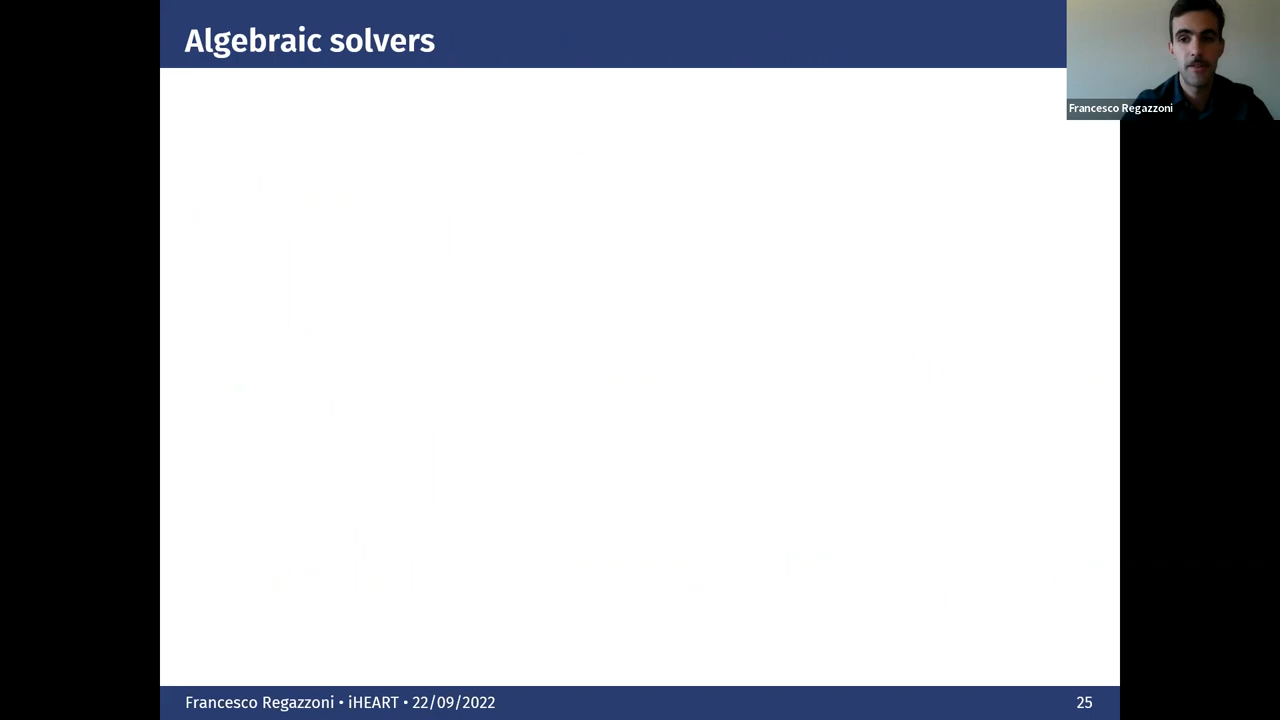 Algebraic solvers
Francesco Regazzoni
Francesco Regazzoni • iHEART • 22/09/2022
25